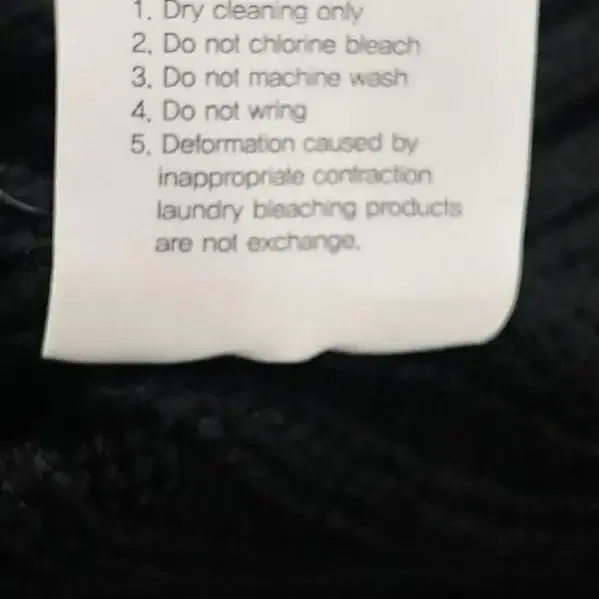 1. Dry cleaning only
2. Do not chlorine bleach
3. Do not machine wash
4. Do not wring
5. Deformation caused by
inappropriate contraction
laundry bleaching products
are not exchange.